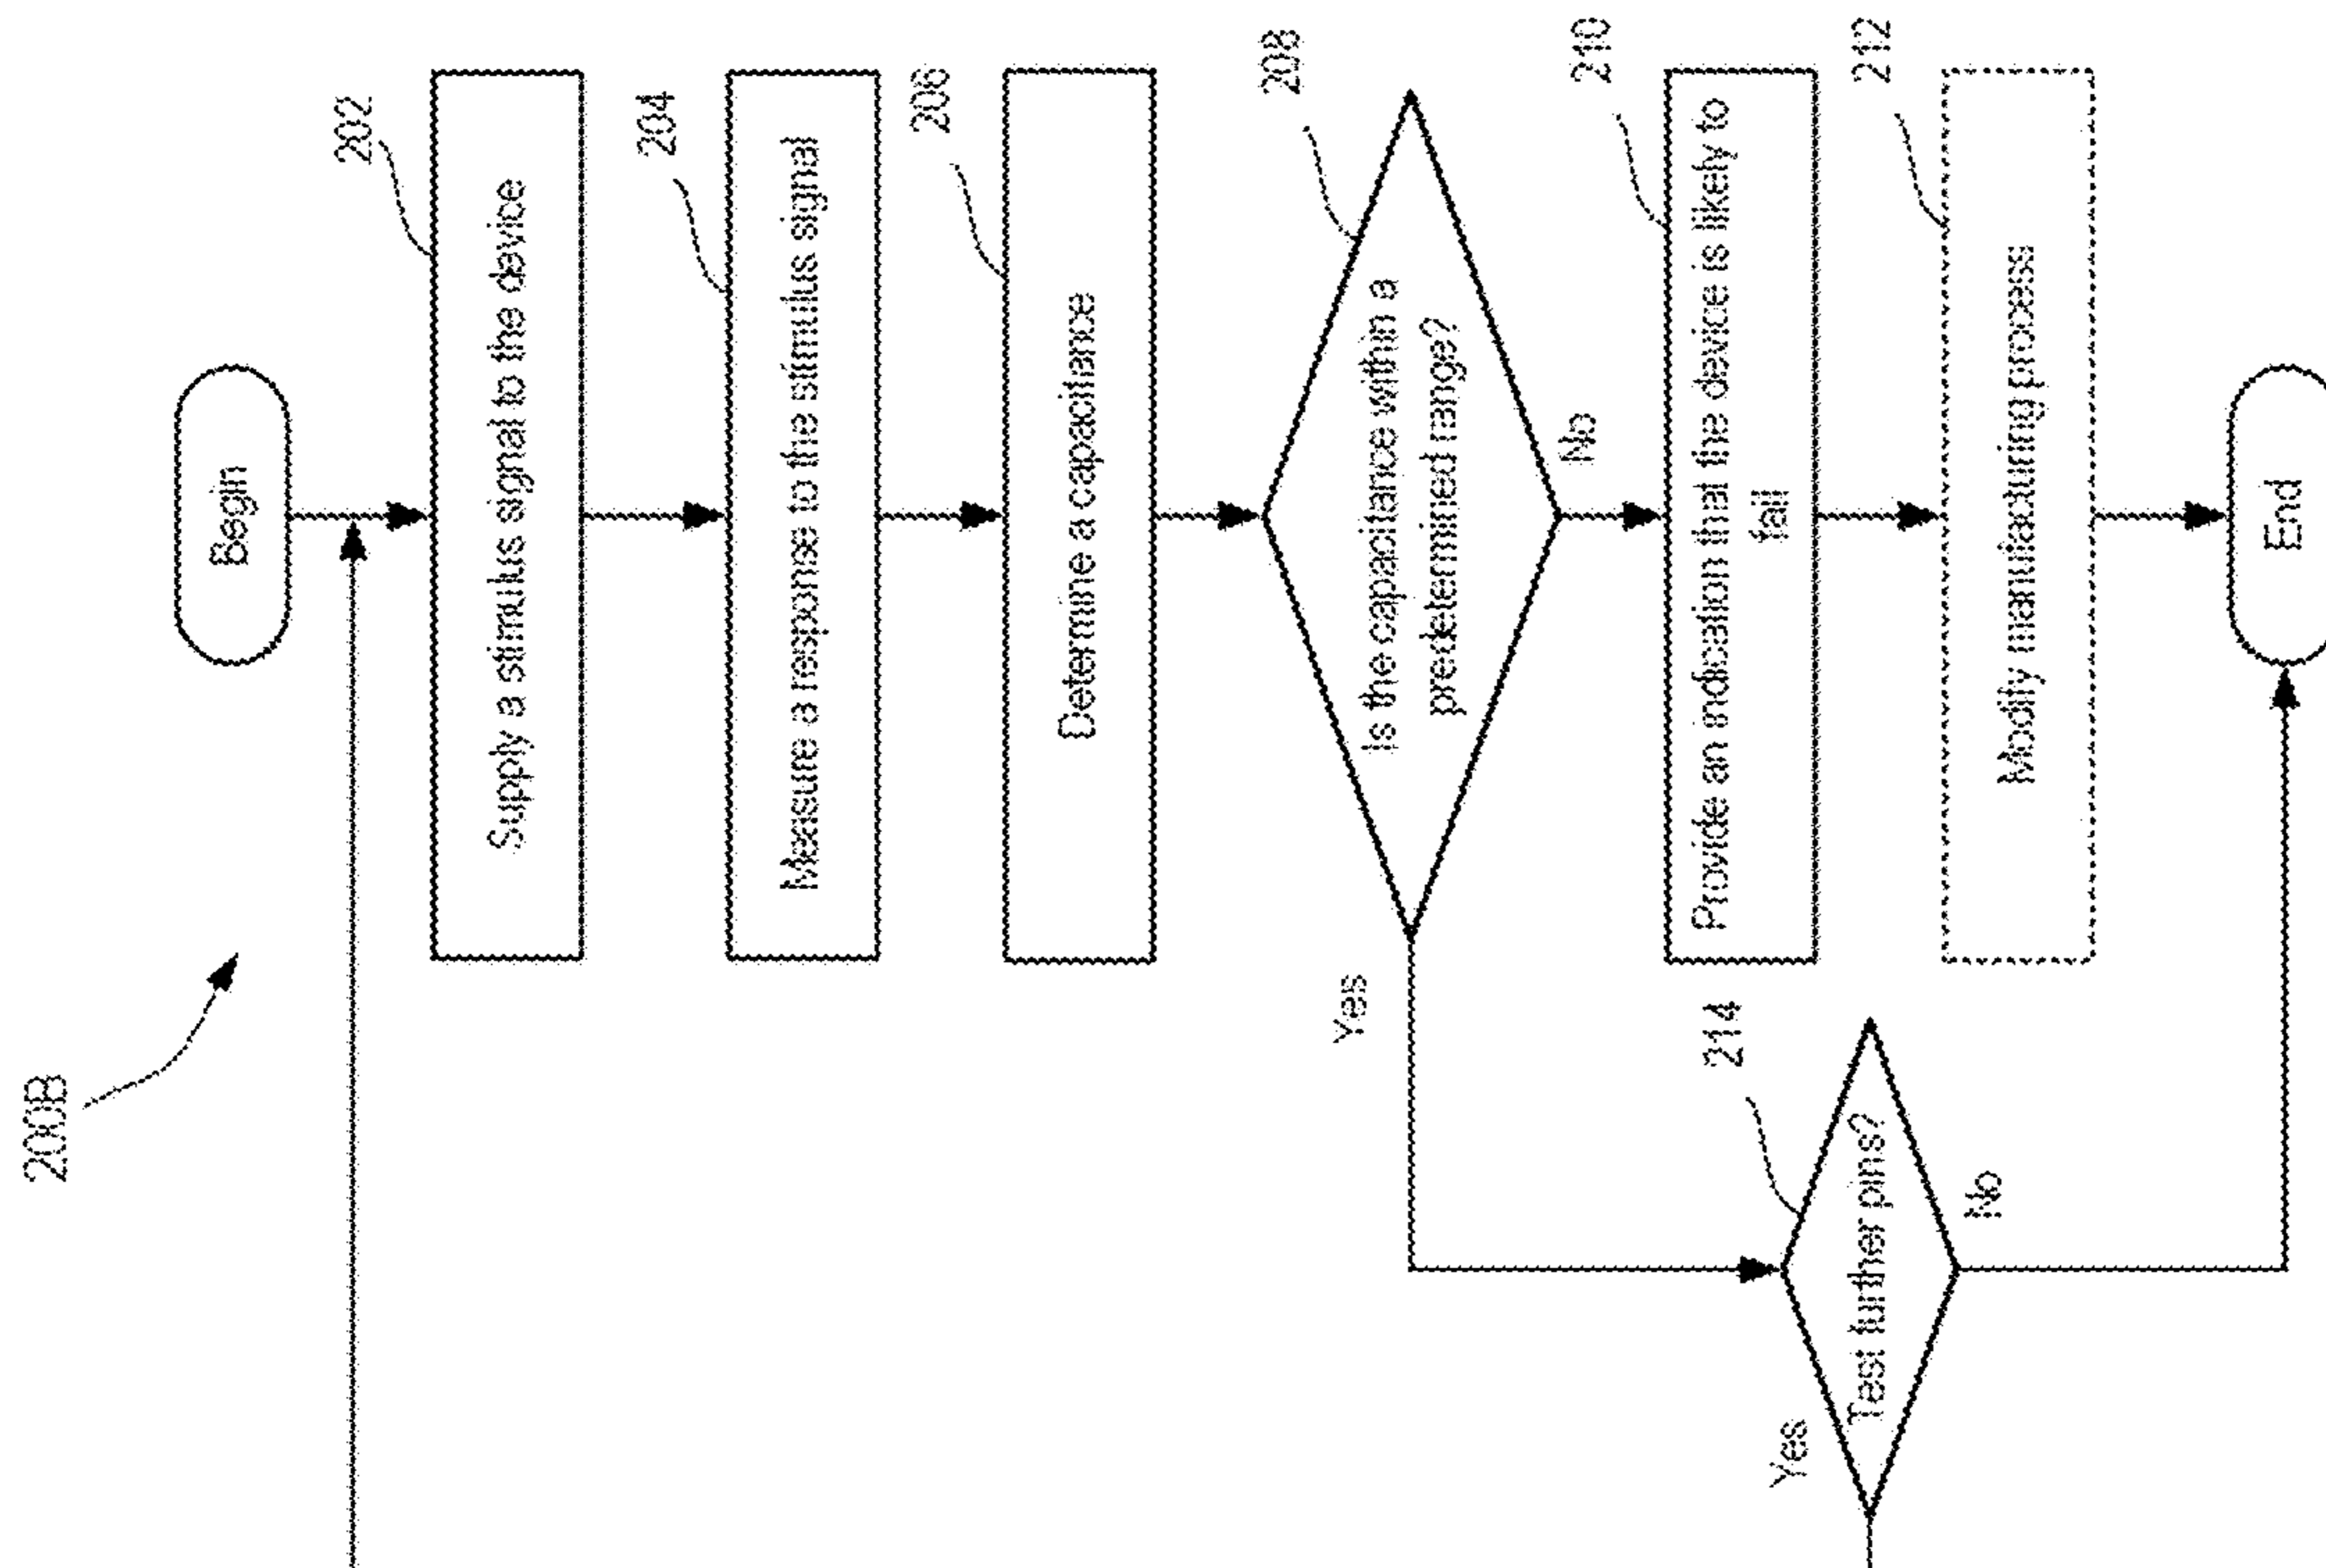 200B
Begin
202
Supply a stimulus signal to the device
204
Measure a response to the stimulus signal
206
Determine a capacitance
208
Is the capacitance within a
predetermined range?
Yes
No
210
Provide an indication that the device is likely to
fail
212
Modify manufacturing process
214
Test further pins?
Yes
No
End